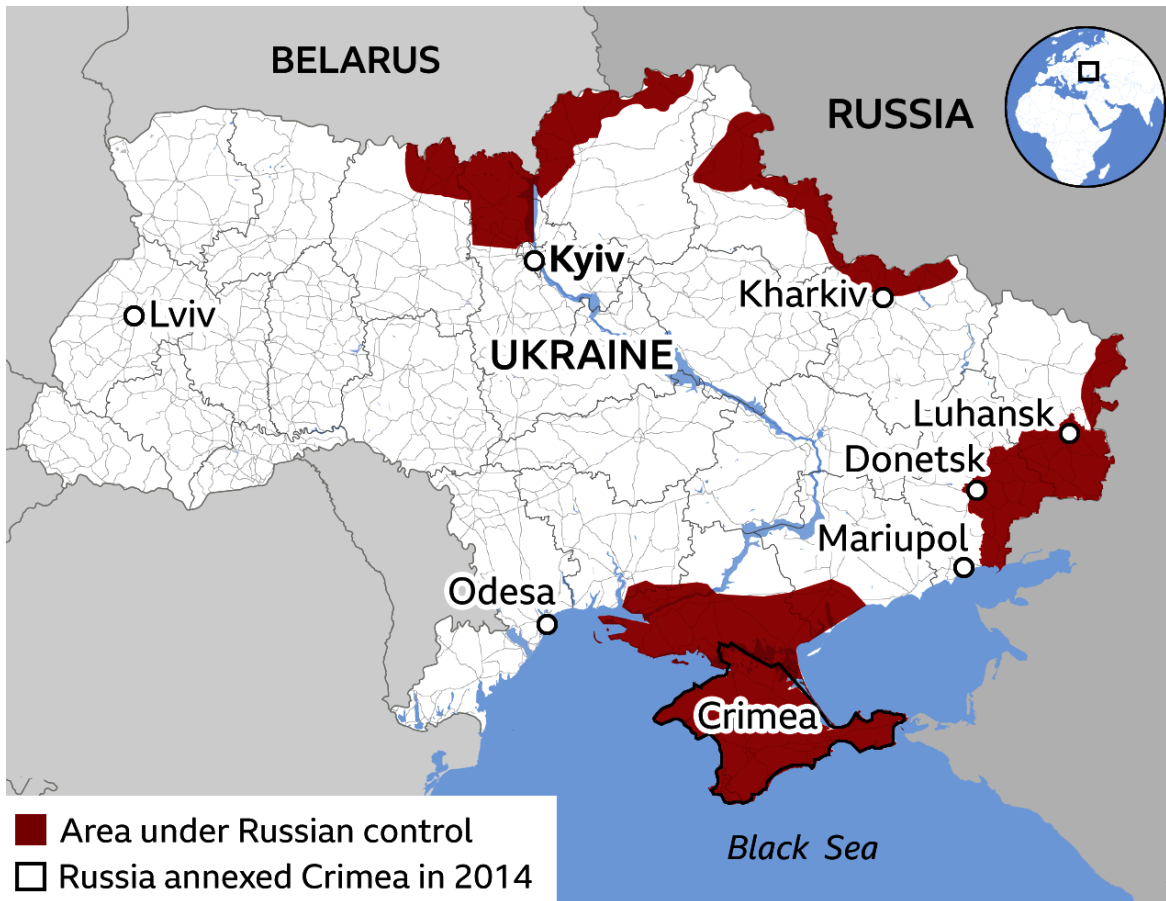 BELARUS
RUSSIA
Kyiv
Kharkiv
Lviv
UKRAINE
Luhansk
Donetsk
Mariupol
Odesa
Crimea
Area under Russian control
Black Sea
Russia annexed Crimea in 2014